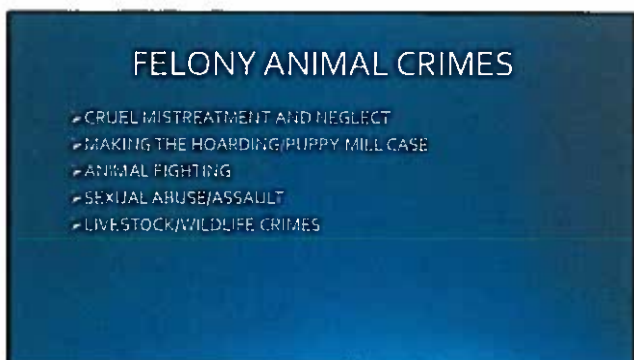 FELONY ANIMAL CRIMES
➢CRUEL MISTREATMENT AND NEGLECT
➢MAKING THE HOARDING/PUPPY MILL CASE
➢ANIMAL FIGHTING
➢SEXUAL ABUSE/ASSAULT
➢LIVESTOCK/WILDLIFE CRIMES